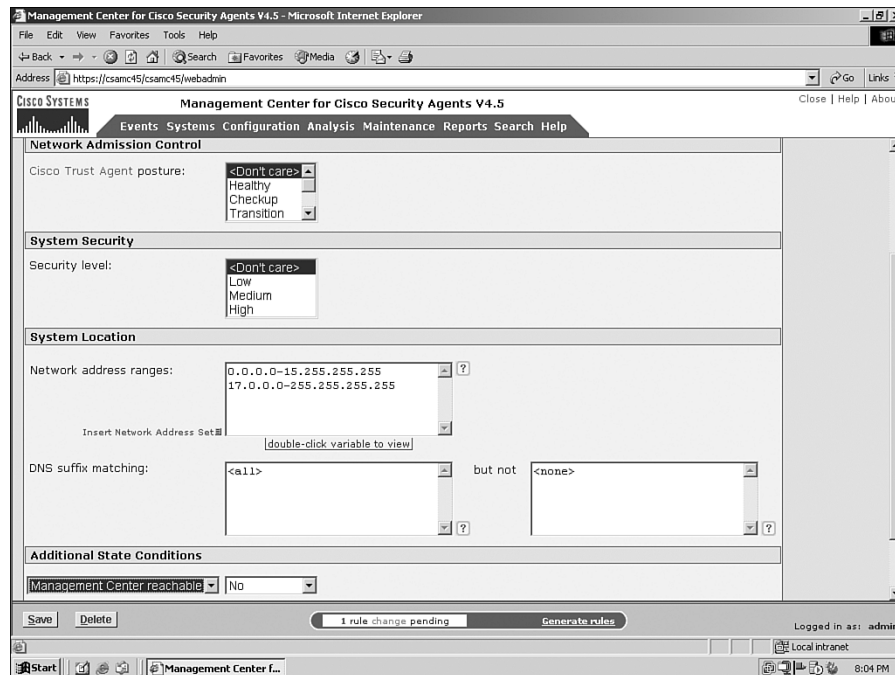 Management Center for Cisco Security Agents V4.5 - Microsoft Internet Explorer
File Edit View Favorites Tools Help
Back Search Favorites Media
Address https://csamc45/csamc45/webadmin Go Links
CISCO SYSTEMS Management Center for Cisco Security Agents V4.5 Close | Help | Abou
Events Systems Configuration Analysis Maintenance Reports Search Help
Network Admission Control
Cisco Trust Agent posture: <Don't care>
Healthy
Checkup
Transition
System Security
Security level: <Don't care>
Low
Medium
High
System Location
Network address ranges: 0.0.0.0-15.255.255.255 ?
17.0.0.0-255.255.255.255
Insert Network Address Set
double-click variable to view
DNS suffix matching: <all> but not <none>
? ?
Additional State Conditions
Management Center reachable No
Save Delete 1 rule change pending Generate rules Logged in as: admin
Local intranet
Start Management Center f... 8:04 PM